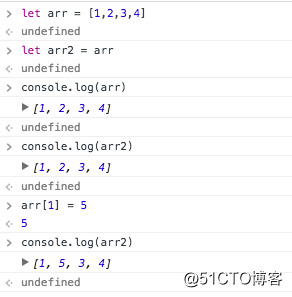 let arr = [1,2,3,4]
undefined
let arr2 = arr
undefined
console.log(arr)
[1, 2, 3, 4]
undefined
console.log(arr2)
[1, 2, 3, 4]
undefined
arr[1] = 5
5
console.log(arr2)
[1, 5, 3, 4]
undefined
@51CTO博客